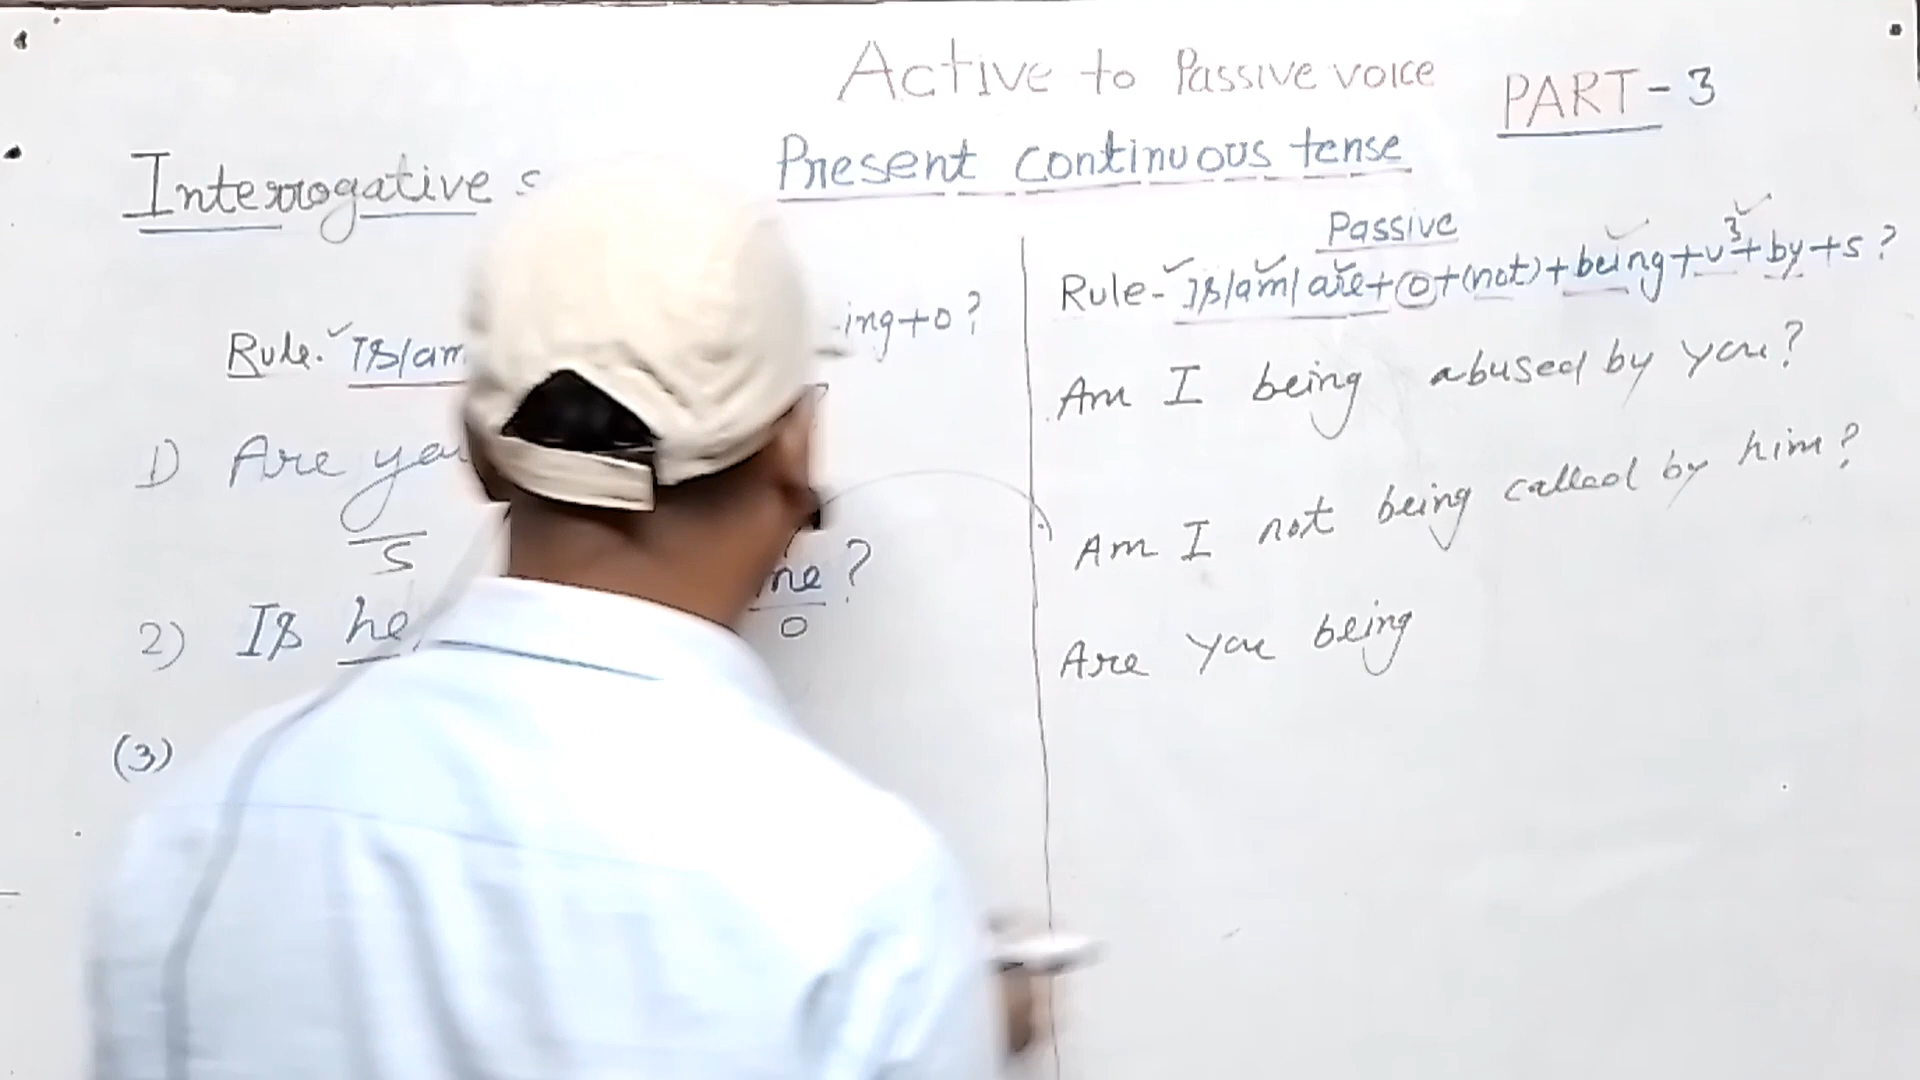 Active to Passive voice
PART-3
Present continuous tense
Interrogative
Passive
Rule. Is/am
ing+o?
Rule- is/am/are+o+(not)+being+v³+by+s?
1) Are you
S
Am I being abused by you?
2) Is he
me?
O
Am I not being called by him?
(3)
Are you being